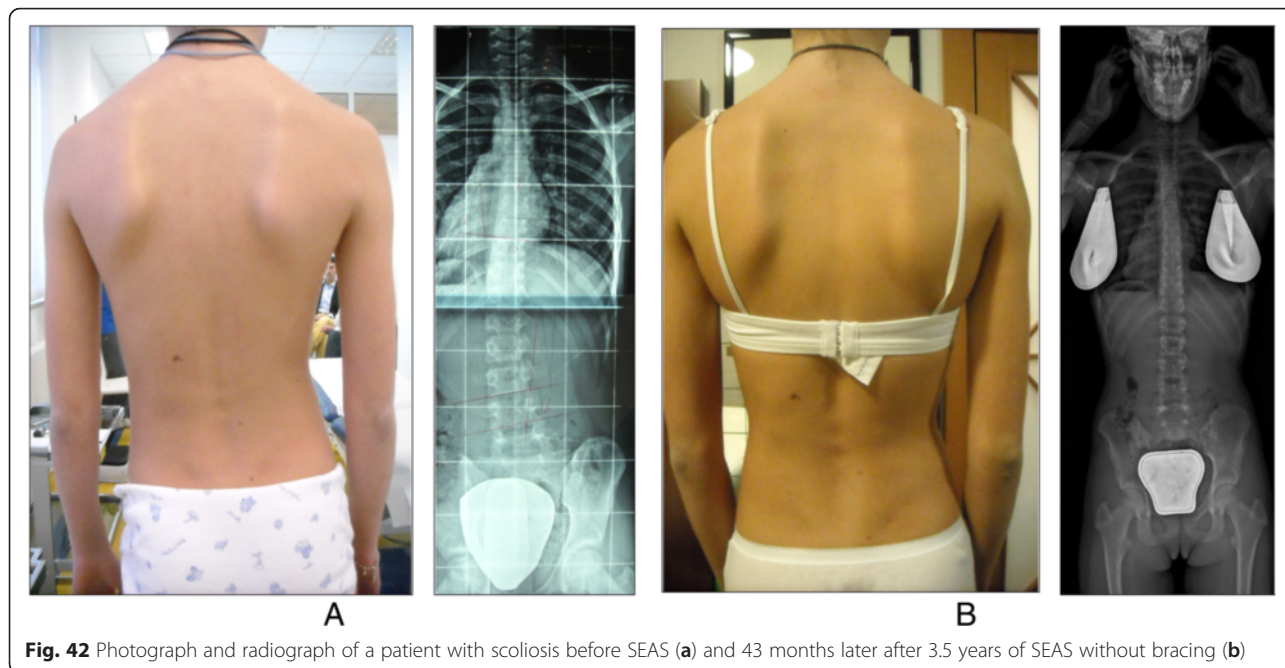 A
B
Fig. 42 Photograph and radiograph of a patient with scoliosis before SEAS (a) and 43 months later after 3.5 years of SEAS without bracing (b)